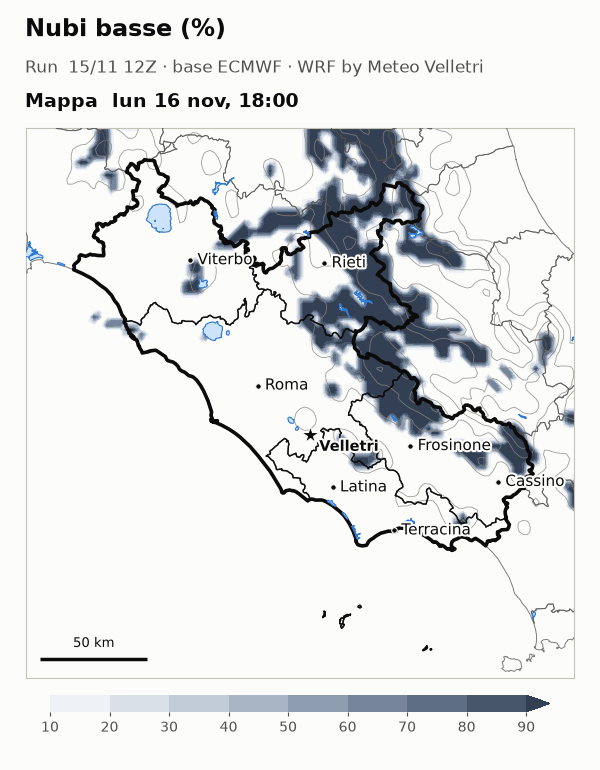 Nubi basse (%)
Run  15/11 12Z · base ECMWF · WRF by Meteo Velletri
Mappa  lun 16 nov, 18:00
Viterbo
Rieti
Roma
Velletri
Frosinone
Latina
Cassino
Terracina
50 km
10 20 30 40 50 60 70 80 90